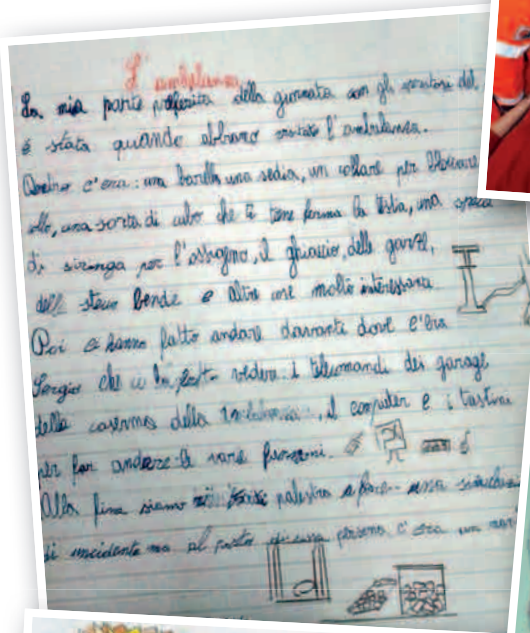 L'ambulanza
La mia parte preferita della giornata con gli del
è stata quando abbiamo visitato l'ambulanza.
Dentro c'era: una barella, una sedia, un collare per bloccare
collo, una sorta di cubo che ti tiene ferma la testa, una specie
di siringa per l'ossigeno, il ghiaccio, delle garze,
delle bende e altre cose molto interessanti.
Poi ci hanno fatto andare davanti dove c'era
Sergio che ci ha fatto vedere i telecomandi dei garage
della caserma della, il computer e i tastini
per far andare le varie funzioni.
Alla fine siamo palestra a fare una
di incidente ma al posto di una persona c'era un